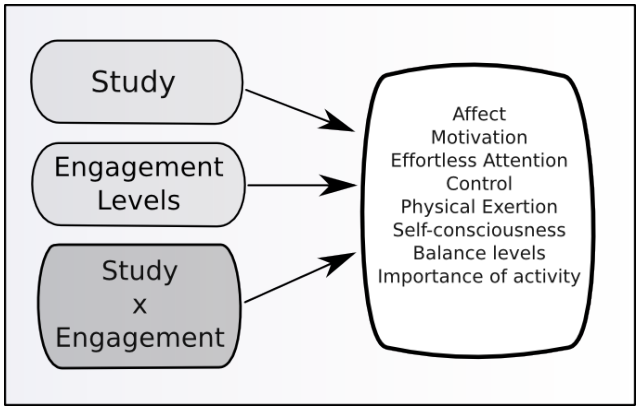 Study
Engagement
Levels
Study
x
Engagement
Affect
Motivation
Effortless Attention
Control
Physical Exertion
Self-consciousness
Balance levels
Importance of activity